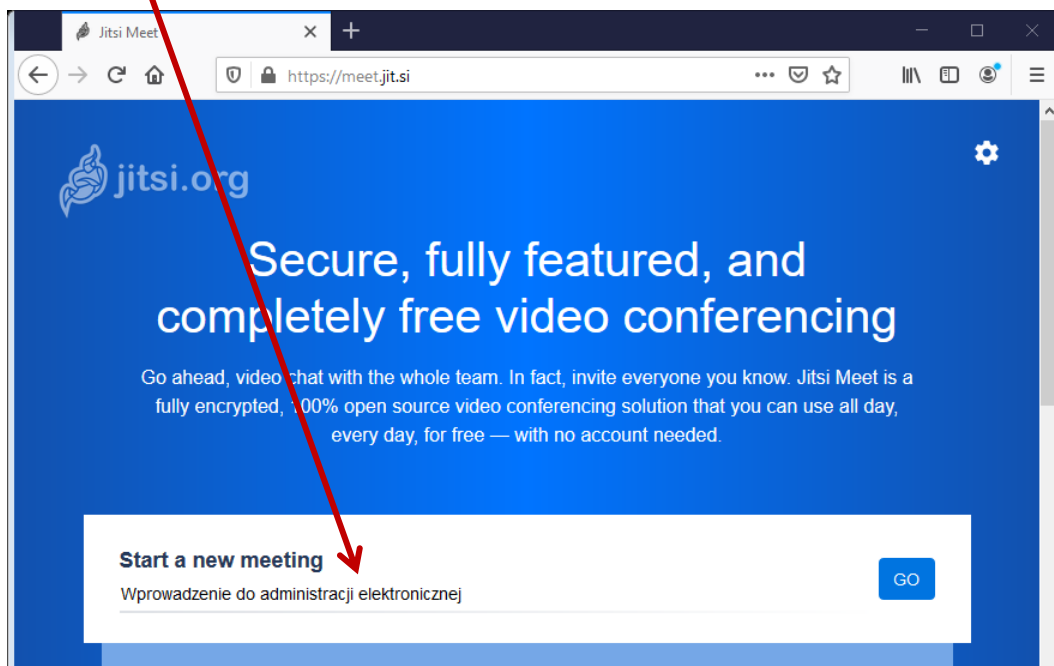 Jitsi Meet
https://meet.jit.si
jitsi.org
Secure, fully featured, and
completely free video conferencing
Go ahead, video chat with the whole team. In fact, invite everyone you know. Jitsi Meet is a
fully encrypted, 100% open source video conferencing solution that you can use all day,
every day, for free — with no account needed.
Start a new meeting
Wprowadzenie do administracji elektronicznej
GO